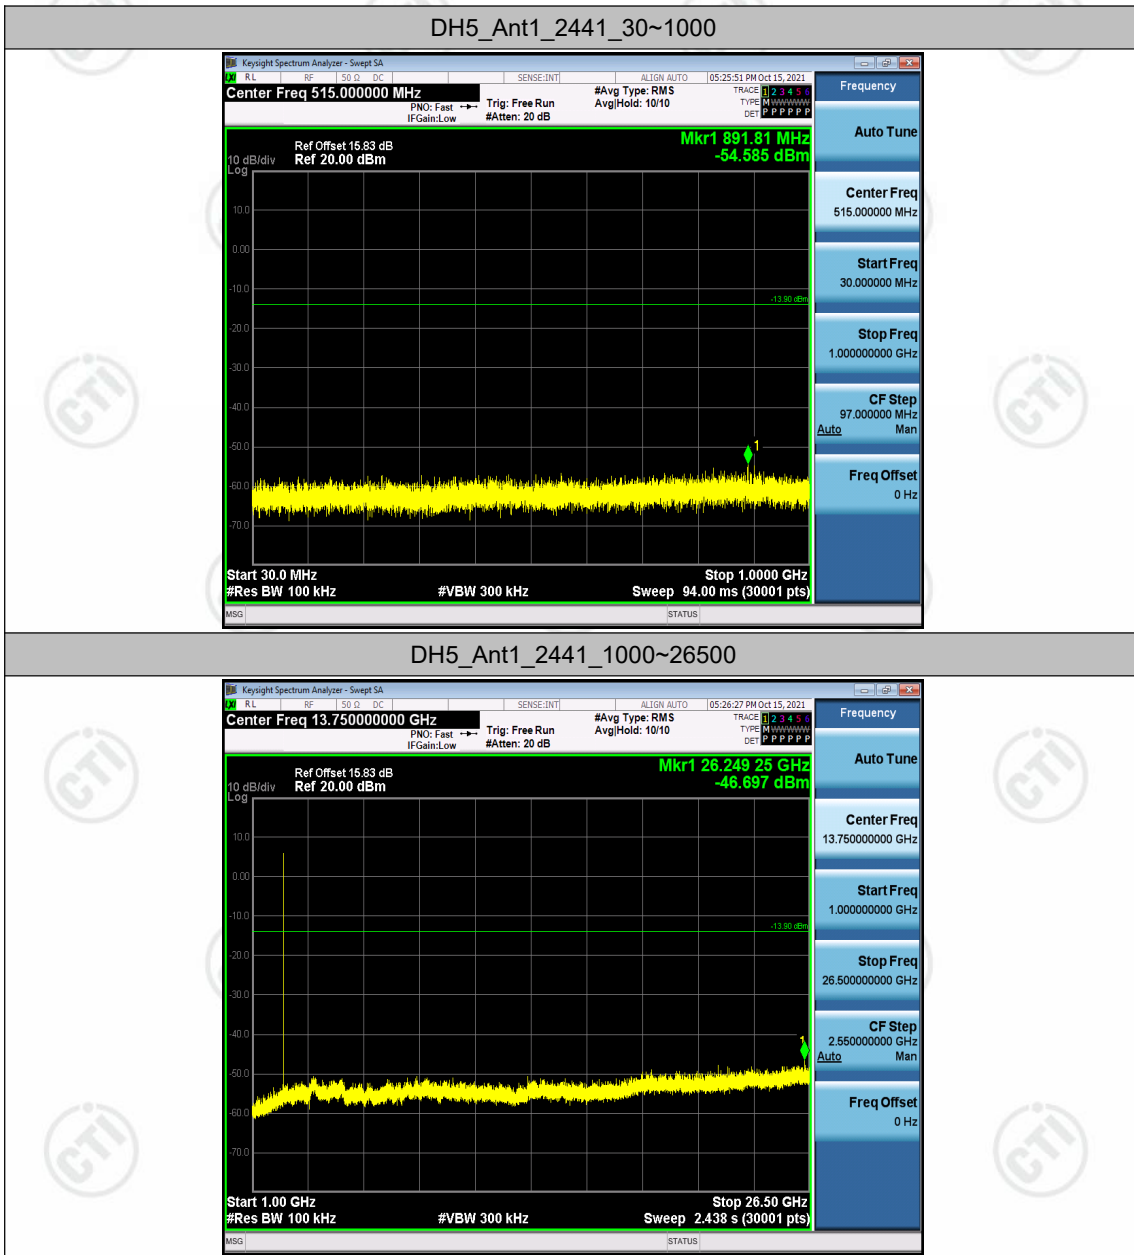 DH5_Ant1_2441_30~1000
Keysight Spectrum Analyzer - Swept SA
LXI RL RF 50 Ω DC SENSE:INT ALIGN AUTO 05:25:51 PM Oct 15, 2021
Center Freq 515.000000 MHz
PNO: Fast
IFGain:Low
Trig: Free Run
#Atten: 20 dB
#Avg Type: RMS
Avg|Hold: 10/10
TRACE 1 2 3 4 5 6
TYPE M W W W W W
DET P P P P P P
Mkr1 891.81 MHz
-54.585 dBm
Ref Offset 15.83 dB
10 dB/div Ref 20.00 dBm
Log
10.0
0.00
-10.0
-13.90 dBm
-20.0
-30.0
-40.0
-50.0
1
-60.0
-70.0
Start 30.0 MHz Stop 1.0000 GHz
#Res BW 100 kHz #VBW 300 kHz Sweep 94.00 ms (30001 pts)
MSG STATUS
Frequency
Auto Tune
Center Freq
515.000000 MHz
Start Freq
30.000000 MHz
Stop Freq
1.000000000 GHz
CF Step
97.000000 MHz
Auto Man
Freq Offset
0 Hz
DH5_Ant1_2441_1000~26500
Keysight Spectrum Analyzer - Swept SA
LXI RL RF 50 Ω DC SENSE:INT ALIGN AUTO 05:26:27 PM Oct 15, 2021
Center Freq 13.750000000 GHz
PNO: Fast
IFGain:Low
Trig: Free Run
#Atten: 20 dB
#Avg Type: RMS
Avg|Hold: 10/10
TRACE 1 2 3 4 5 6
TYPE M W W W W W
DET P P P P P P
Mkr1 26.249 25 GHz
-46.697 dBm
Ref Offset 15.83 dB
10 dB/div Ref 20.00 dBm
Log
10.0
0.00
-10.0
-13.90 dBm
-20.0
-30.0
-40.0
1
-50.0
-60.0
-70.0
Start 1.00 GHz Stop 26.50 GHz
#Res BW 100 kHz #VBW 300 kHz Sweep 2.438 s (30001 pts)
MSG STATUS
Frequency
Auto Tune
Center Freq
13.750000000 GHz
Start Freq
1.000000000 GHz
Stop Freq
26.500000000 GHz
CF Step
2.550000000 GHz
Auto Man
Freq Offset
0 Hz
CTI
CTI
CTI
CTI
CTI
CTI